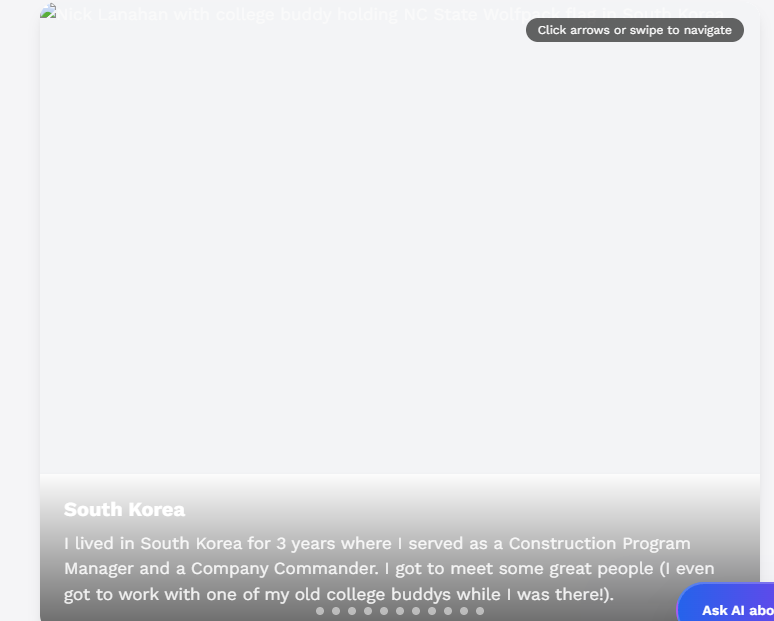 Nick Lanahan with college buddy holding NC State Wolfpack flag in South Korea
Click arrows or swipe to navigate
South Korea
I lived in South Korea for 3 years where I served as a Construction Program
Manager and a Company Commander. I got to meet some great people (I even
got to work with one of my old college buddys while I was there!).
Ask AI abo